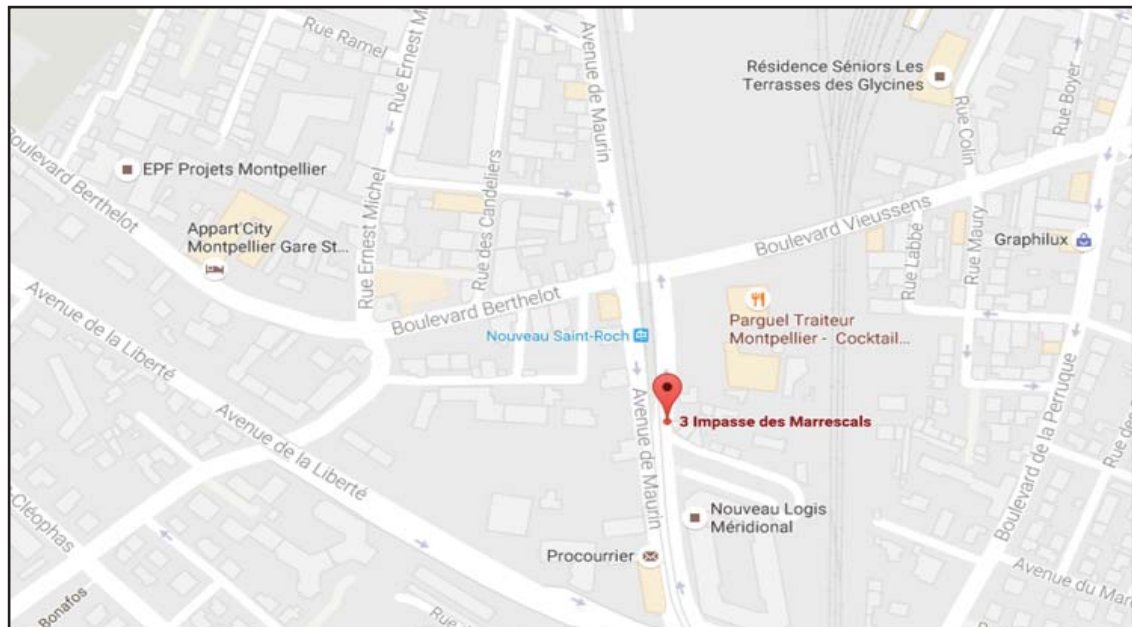 Rue Ramel
Rue Ernest M
Avenue de Maurin
Résidence Séniors Les
Terrasses des Glycines
Rue Boyer
Rue Colin
Boulevard Berthelot
EPF Projets Montpellier
Rue Ernest Michel
Rue des Candeliers
Appart'City
Montpellier Gare St...
Boulevard Vieussens
Rue Labbé
Rue Maury
Graphilux
Avenue de la Liberté
Boulevard Berthelot
Nouveau Saint-Roch
Parguel Traiteur
Montpellier - Cocktail...
3 Impasse des Marrescals
Avenue de la Liberté
Avenue de Maurin
Boulevard de la Perruque
Rue des
-Cléophas
Nouveau Logis
Méridional
Procourrier
Avenue du Mar
Bonafos
Rue d